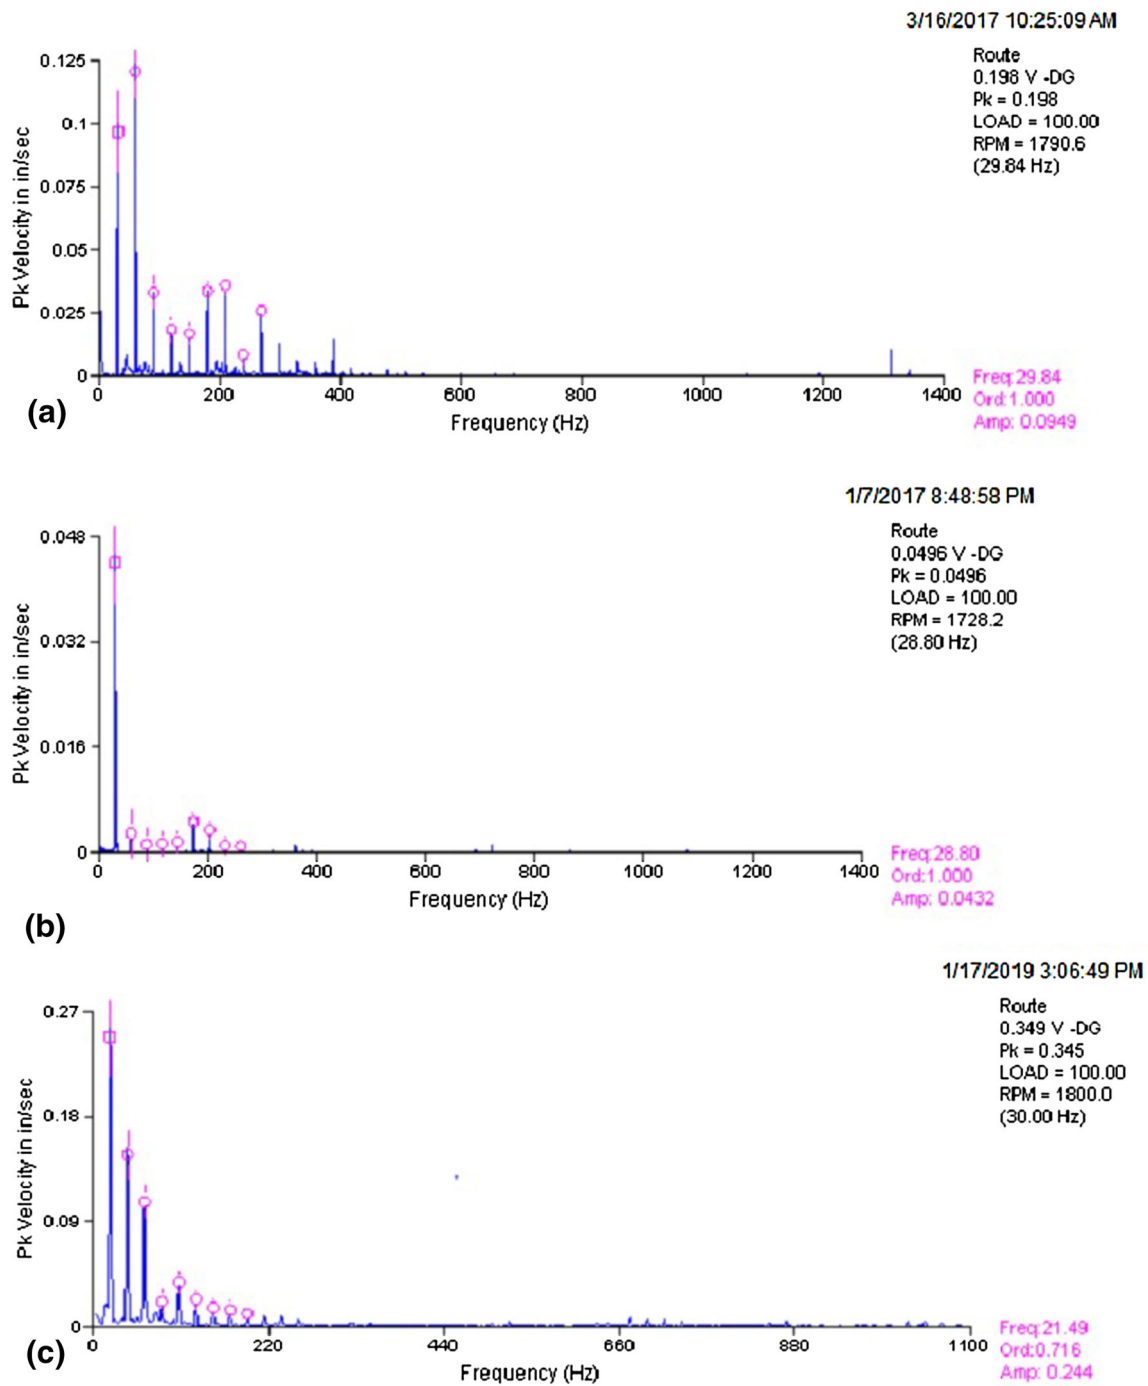 3/16/2017 10:25:09 AM
Route
0.198 V -DG
Pk = 0.198
LOAD = 100.00
RPM = 1790.6
(29.84 Hz)
Pk Velocity in in/sec
0.125
0.1
0.075
0.05
0.025
0
0 200 400 600 800 1000 1200 1400
Frequency (Hz)
Freq:29.84
Ord:1.000
Amp: 0.0949
(a)
1/7/2017 8:48:58 PM
Route
0.0496 V -DG
Pk = 0.0496
LOAD = 100.00
RPM = 1728.2
(28.80 Hz)
Pk Velocity in in/sec
0.048
0.032
0.016
0
0 200 400 600 800 1000 1200 1400
Frequency (Hz)
Freq:28.80
Ord:1.000
Amp: 0.0432
(b)
1/17/2019 3:06:49 PM
Route
0.349 V -DG
Pk = 0.345
LOAD = 100.00
RPM = 1800.0
(30.00 Hz)
Pk Velocity in in/sec
0.27
0.18
0.09
0
0 220 440 660 880 1100
Frequency (Hz)
Freq:21.49
Ord:0.716
Amp: 0.244
(c)